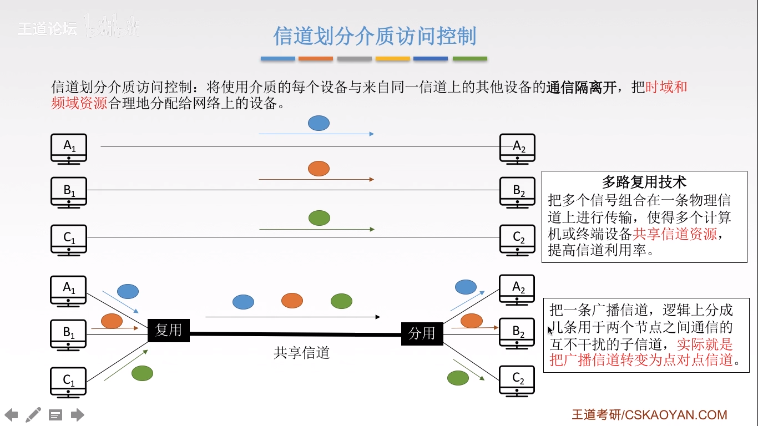 王道论坛
信道划分介质访问控制
信道划分介质访问控制：将使用介质的每个设备与来自同一信道上的其他设备的通信隔离开，把时域和
频域资源合理地分配给网络上的设备。
A1
A2
B1
B2
C1
C2
多路复用技术
把多个信号组合在一条物理信
道上进行传输，使得多个计算
机或终端设备共享信道资源，
提高信道利用率。
A1
A2
B1
复用
分用
B2
共享信道
C1
C2
把一条广播信道，逻辑上分成
几条用于两个节点之间通信的
互不干扰的子信道，实际就是
把广播信道转变为点对点信道。
王道考研/CSKAOYAN.COM